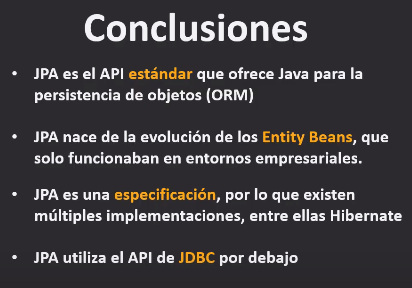 Conclusiones
• JPA es el API estándar que ofrece Java para la
persistencia de objetos (ORM)
• JPA nace de la evolución de los Entity Beans, que
solo funcionaban en entornos empresariales.
• JPA es una especificación, por lo que existen
múltiples implementaciones, entre ellas Hibernate
• JPA utiliza el API de JDBC por debajo